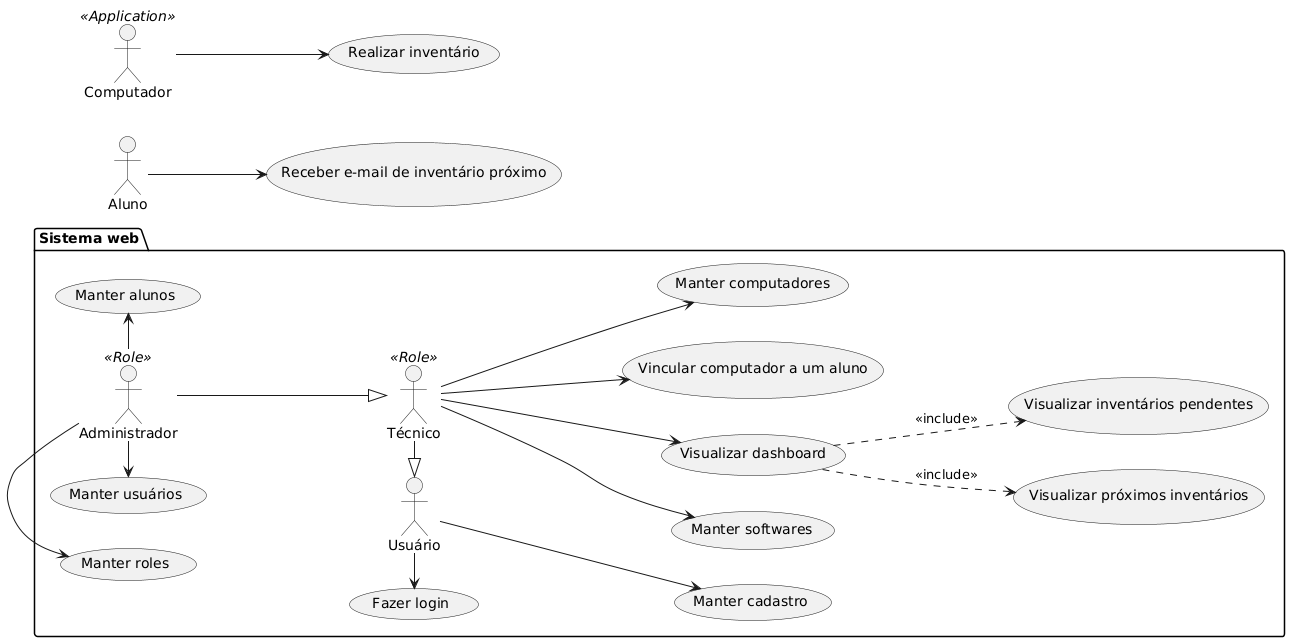 «Application»
Computador
Realizar inventário
Aluno
Receber e-mail de inventário próximo
Sistema web
Manter alunos
«Role»
Administrador
Manter usuários
Manter roles
«Role»
Técnico
Usuário
Fazer login
Manter computadores
Vincular computador a um aluno
Visualizar dashboard
Manter softwares
Manter cadastro
«include»
«include»
Visualizar inventários pendentes
Visualizar próximos inventários